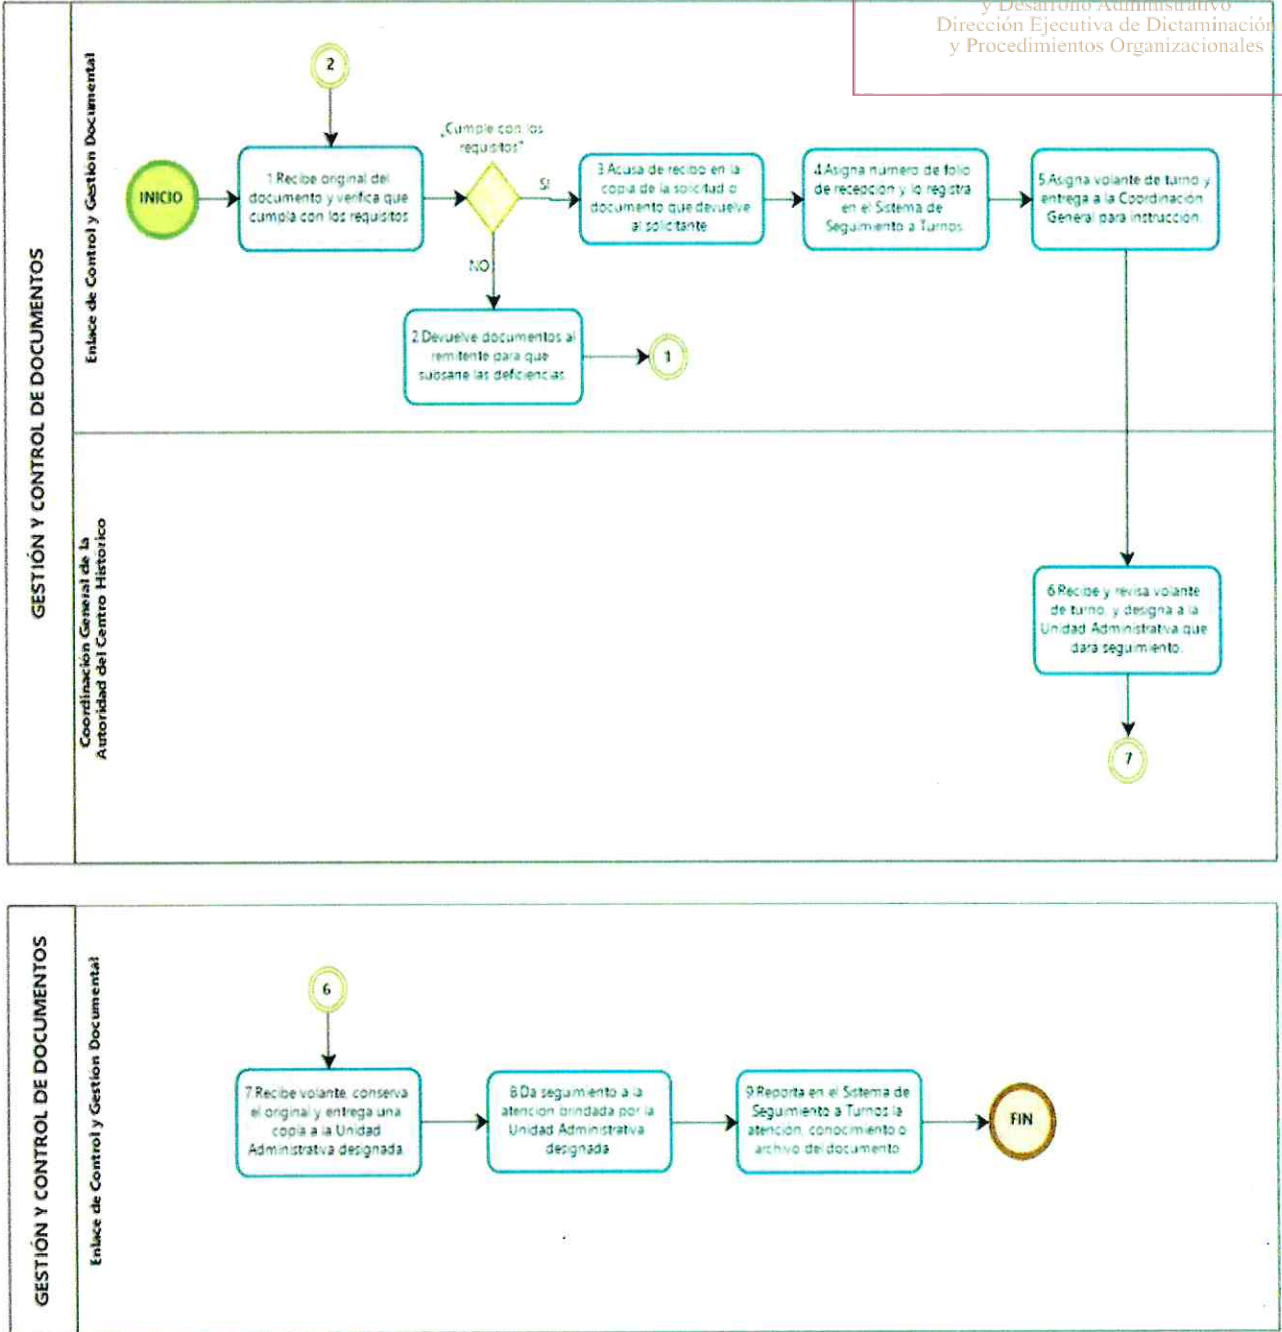 y Desarrollo Administrativo
Dirección Ejecutiva de Dictaminación
y Procedimientos Organizacionales
GESTIÓN Y CONTROL DE DOCUMENTOS
Enlace de Control y Gestion Documental
2
INICIO
1.Recibe original del
documento y verifica que
cumpla con los requisitos
¿Cumple con los
requisitos?
SI
NO
3.Acusa de recibo en la
copia de la solicitud o
documento que devuelve
al solicitante
4.Asigna número de folio
de recepción y lo registra
en el Sistema de
Seguimiento a Turnos
5.Asigna volante de turno y
entrega a la Coordinación
General para instrucción.
2.Devuelve documentos al
remitente para que
subsane las deficiencias.
1
Coordinación General de la
Autoridad del Centro Historico
6.Recibe y revisa volante
de turno, y designa a la
Unidad Administrativa que
dará seguimiento.
7
GESTIÓN Y CONTROL DE DOCUMENTOS
Enlace de Control y Gestion Documental
6
7.Recibe volante, conserva
el original y entrega una
copia a la Unidad
Administrativa designada
8.Da seguimiento a la
atención brindada por la
Unidad Administrativa
designada
9.Reporta en el Sistema de
Seguimiento a Turnos la
atención, conocimiento o
archivo del documento
FIN